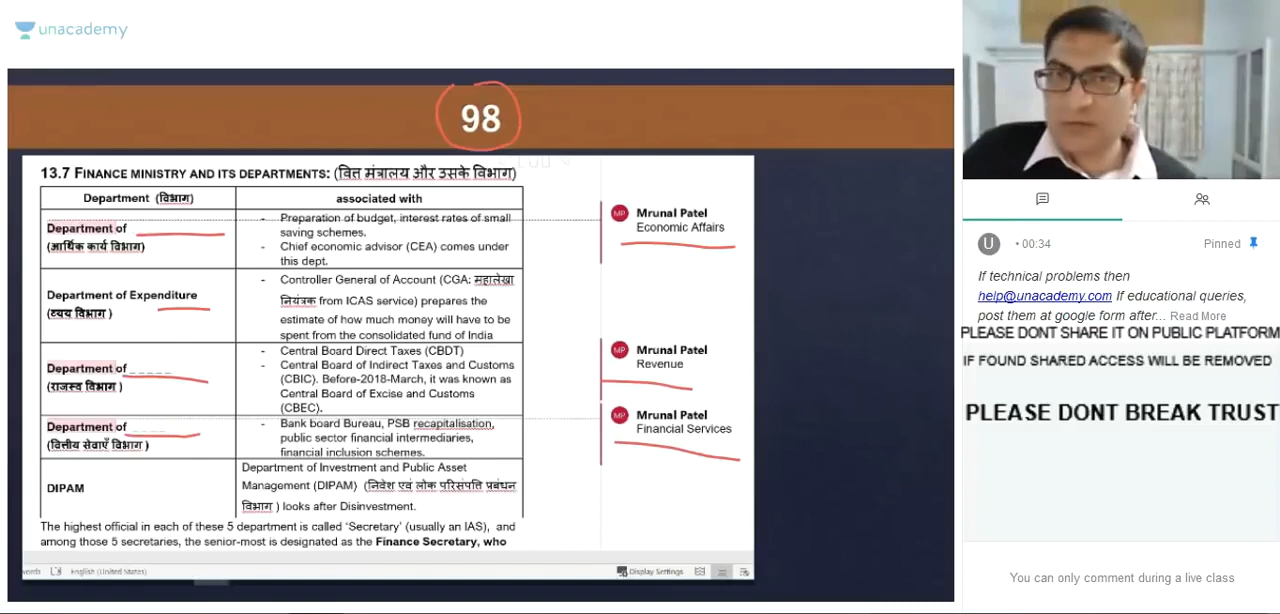 unacademy
98
13.7 FINANCE MINISTRY AND ITS DEPARTMENTS: (वित्त मंत्रालय और उसके विभाग)
Department (विभाग)
associated with
Department of
(आर्थिक कार्य विभाग)
- Preparation of budget, interest rates of small
saving schemes.
- Chief economic advisor (CEA) comes under
this dept.
Department of Expenditure
(व्यय विभाग)
- Controller General of Account (CGA: महालेखा
नियंत्रक from ICAS service) prepares the
estimate of how much money will have to be
spent from the consolidated fund of India
Department of _ _ _ _ _
(राजस्व विभाग)
- Central Board Direct Taxes (CBDT)
- Central Board of Indirect Taxes and Customs
(CBIC). Before-2018-March, it was known as
Central Board of Excise and Customs
(CBEC).
Department of _ _ _ _
(वित्तीय सेवाएँ विभाग)
- Bank board Bureau, PSB recapitalisation,
public sector financial intermediaries,
financial inclusion schemes.
DIPAM
Department of Investment and Public Asset
Management (DIPAM) (निवेश एवं लोक परिसंपत्ति प्रबंधन
विभाग ) looks after Disinvestment.
The highest official in each of these 5 department is called 'Secretary' (usually an IAS), and
among those 5 secretaries, the senior-most is designated as the Finance Secretary, who
MP Mrunal Patel
Economic Affairs
MP Mrunal Patel
Revenue
MP Mrunal Patel
Financial Services
English (United States)
Display Settings
U • 00:34 Pinned
If technical problems then
help@unacademy.com If educational queries,
post them at google form after... Read More
PLEASE DONT SHARE IT ON PUBLIC PLATFORM
IF FOUND SHARED ACCESS WILL BE REMOVED
PLEASE DONT BREAK TRUST
You can only comment during a live class